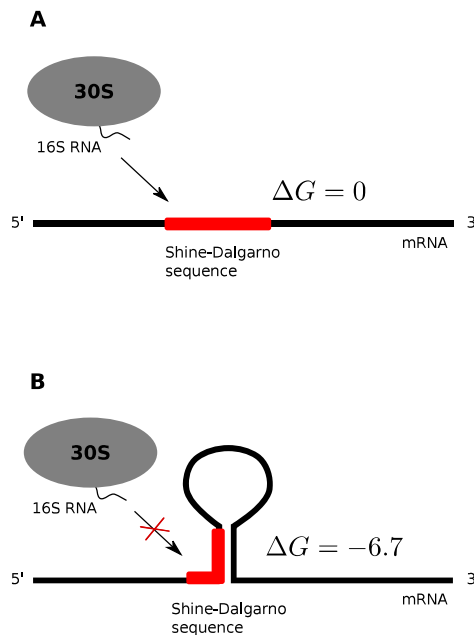 A
30S
16S RNA
ΔG = 0
5'
3'
mRNA
Shine-Dalgarno
sequence
B
30S
16S RNA
ΔG = −6.7
5'
3'
mRNA
Shine-Dalgarno
sequence